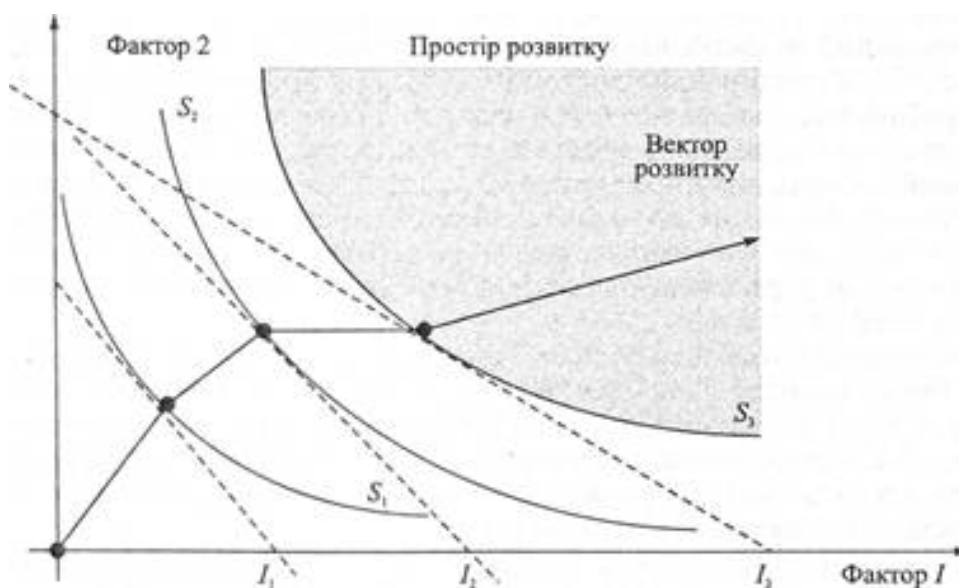 Фактор 2
Простір розвитку
S₂
Вектор
розвитку
S₃
S₁
I₁
I₂
I₃
Фактор I